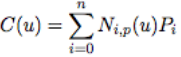 C(u) = \sum_{i=0}^{n} N_{i,p}(u) P_i